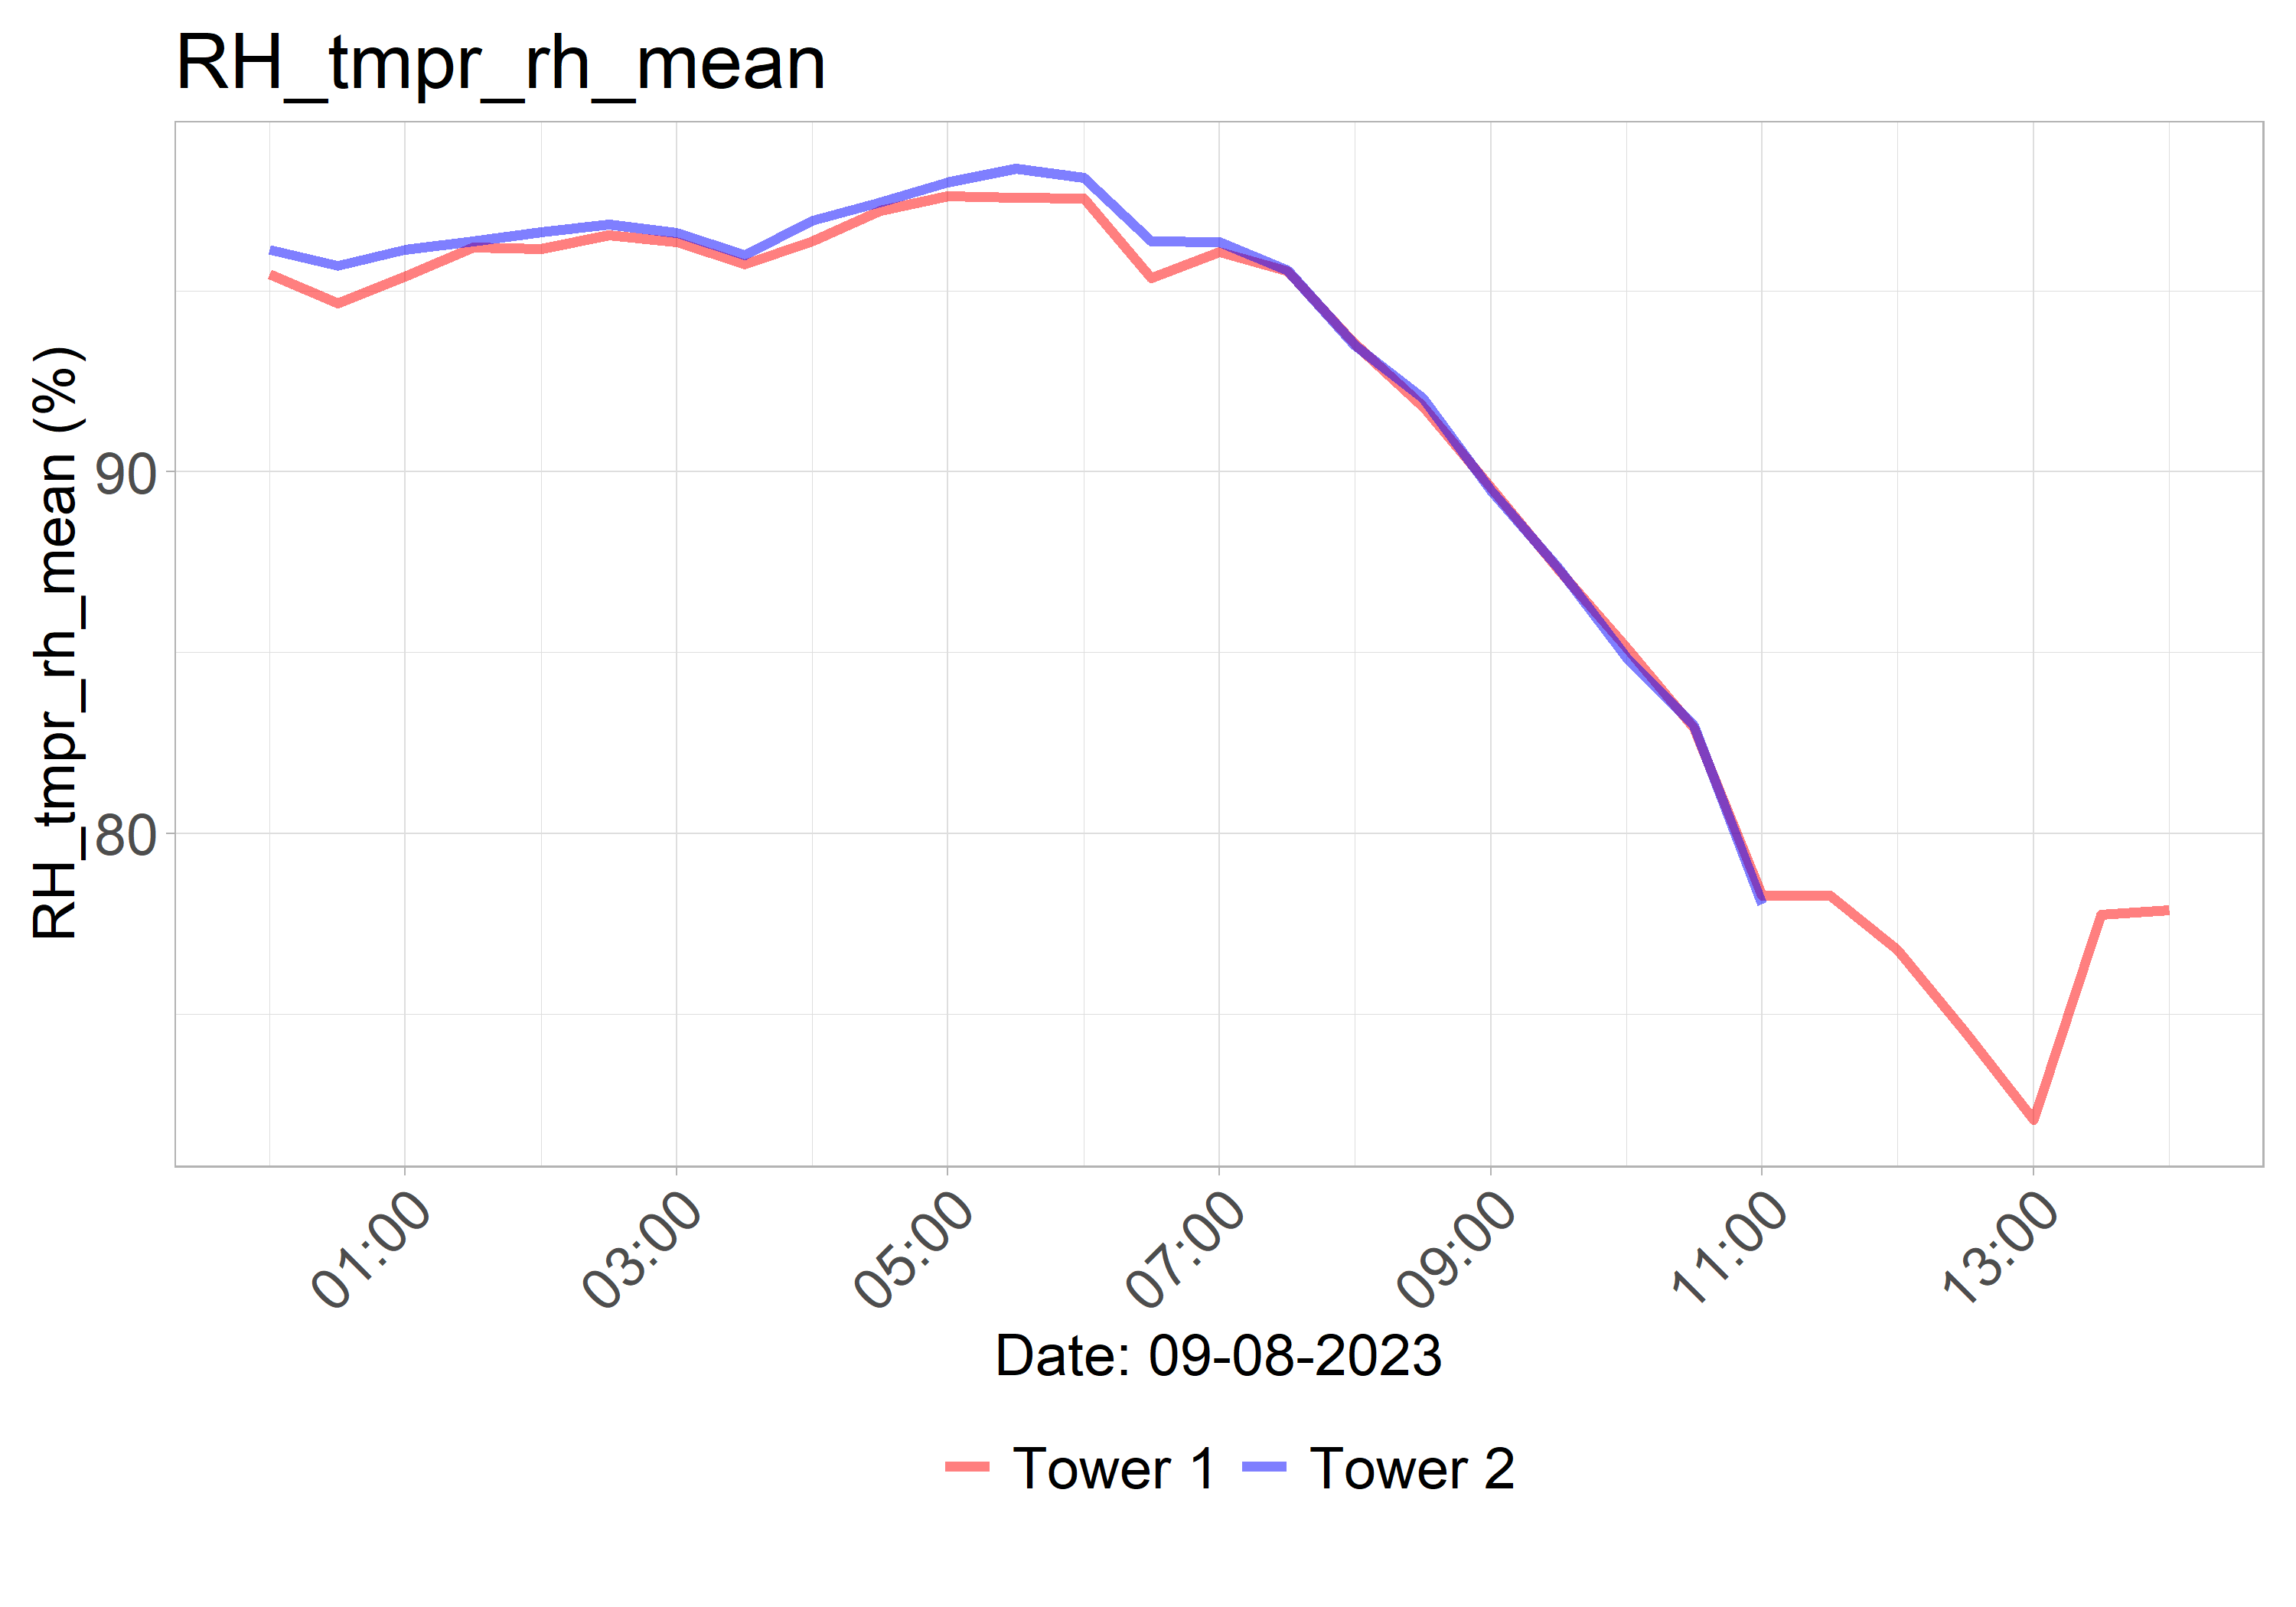 RH_tmpr_rh_mean
RH_tmpr_rh_mean (%)
90
80
01:00
03:00
05:00
07:00
09:00
11:00
13:00
Date: 09-08-2023
Tower 1
Tower 2